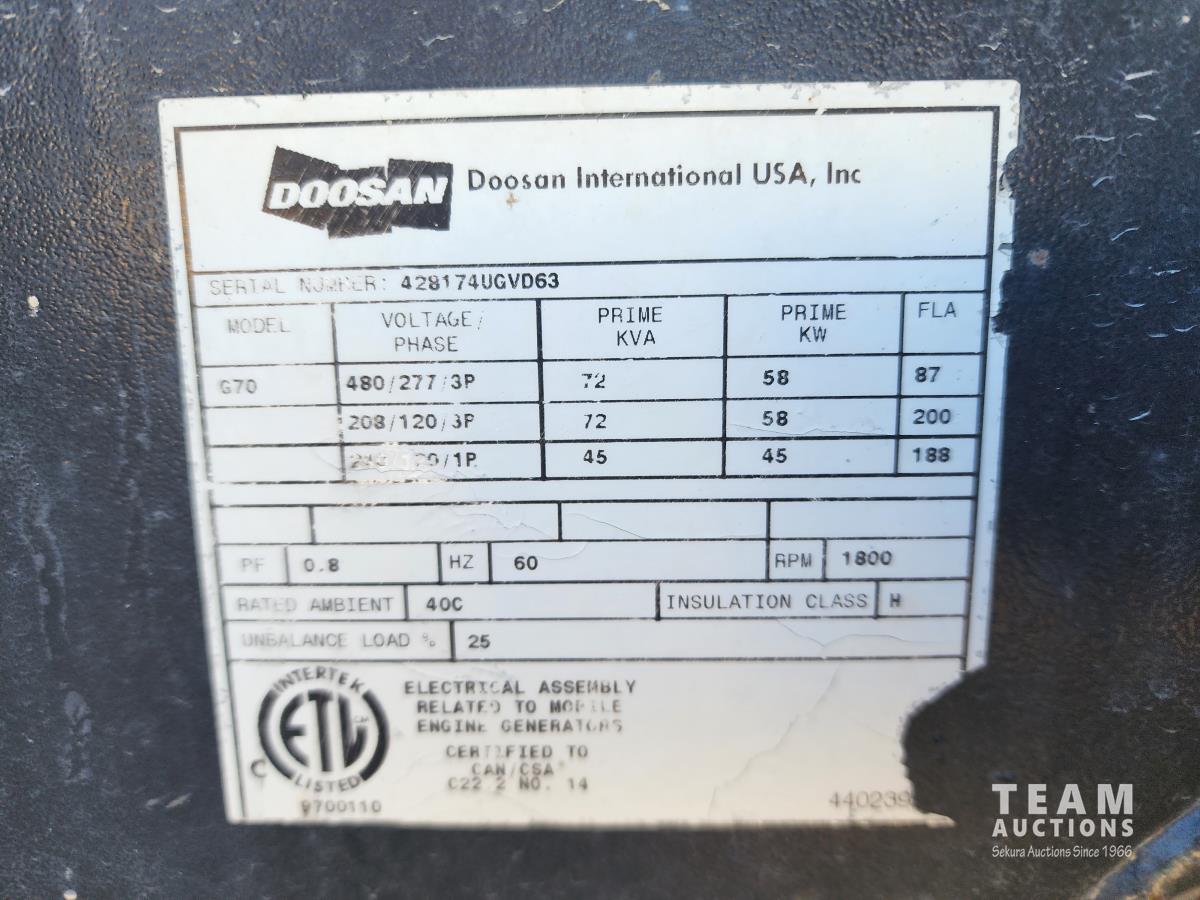 DOOSAN Doosan International USA, Inc
SERIAL NUMBER: 428174UGVD63
MODEL VOLTAGE/ PHASE PRIME KVA PRIME KW FLA
G70 480/277/3P 72 58 87
208/120/3P 72 58 200
/1P 45 45 188
PF 0.8 HZ 60 RPM 1800
RATED AMBIENT 40C INSULATION CLASS H
UNBALANCE LOAD % 25
INTERTEK
ETL CM
C
LISTED
9700110
ELECTRICAL ASSEMBLY
RELATED TO MOBILE
ENGINE GENERATORS
CERTIFIED TO
CAN/CSA
C22.2 NO. 14
440239
TEAM
AUCTIONS
Sekura Auctions Since 1966